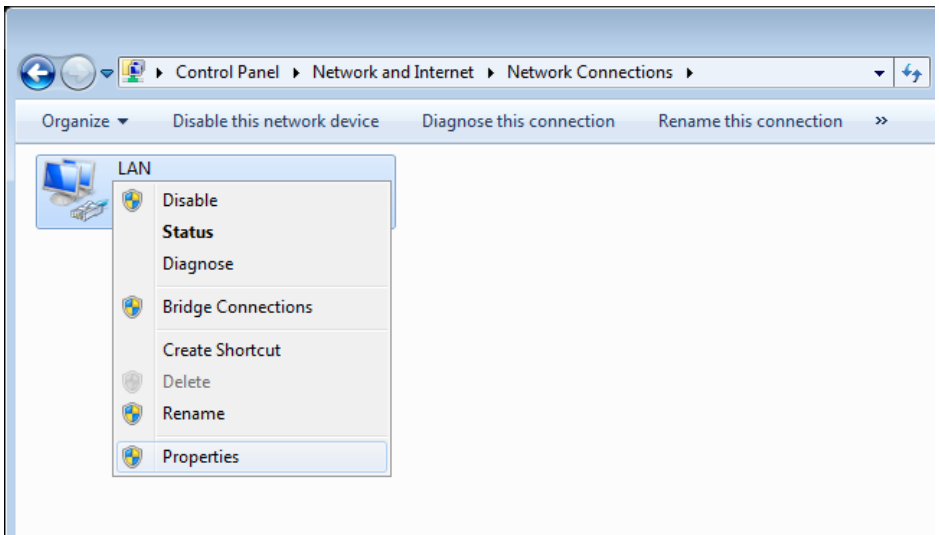 Control Panel Network and Internet Network Connections
Organize Disable this network device Diagnose this connection Rename this connection »
LAN
Disable
Status
Diagnose
Bridge Connections
Create Shortcut
Delete
Rename
Properties